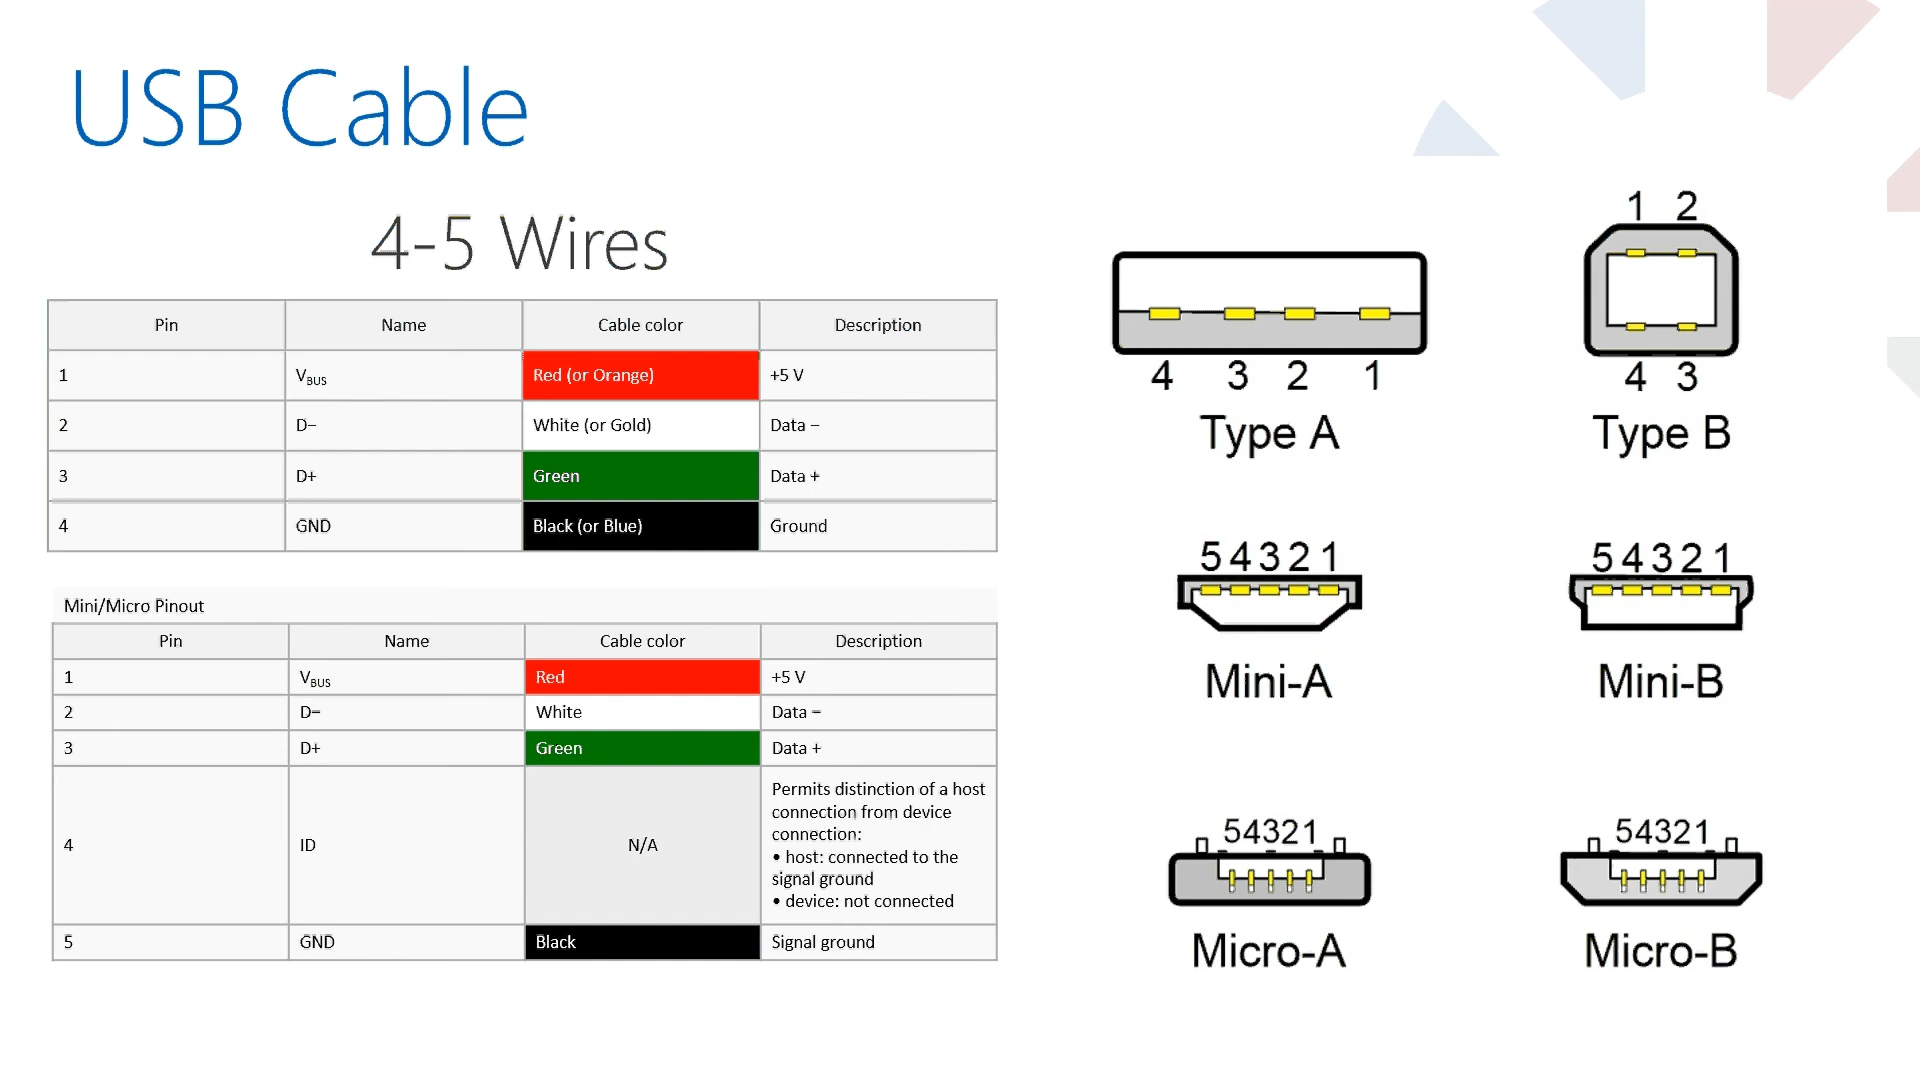 USB Cable
4-5 Wires
Pin Name Cable color Description
1 VBUS Red (or Orange) +5 V
2 D− White (or Gold) Data −
3 D+ Green Data +
4 GND Black (or Blue) Ground
Mini/Micro Pinout
Pin Name Cable color Description
1 VBUS Red +5 V
2 D− White Data −
3 D+ Green Data +
4 ID N/A Permits distinction of a host
connection from device
connection:
• host: connected to the
signal ground
• device: not connected
5 GND Black Signal ground
4 3 2 1
Type A
1 2
4 3
Type B
5 4 3 2 1
Mini-A
5 4 3 2 1
Mini-B
54321
Micro-A
54321
Micro-B